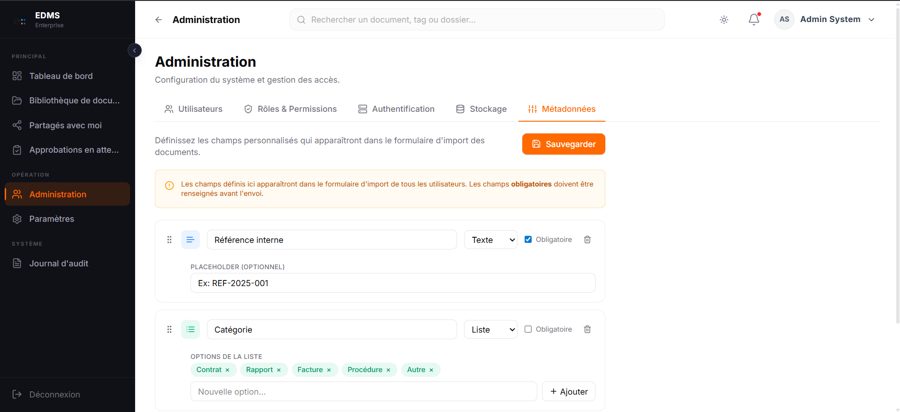 EDMS
Enterprise
PRINCIPAL
Tableau de bord
Bibliothèque de docu...
Partagés avec moi
Approbations en atte...
OPÉRATION
Administration
Paramètres
SYSTÈME
Journal d'audit
Déconnexion
Administration
Rechercher un document, tag ou dossier...
AS
Admin System
Administration
Configuration du système et gestion des accès.
Utilisateurs
Rôles & Permissions
Authentification
Stockage
Métadonnées
Définissez les champs personnalisés qui apparaîtront dans le formulaire d'import des
documents.
Sauvegarder
Les champs définis ici apparaîtront dans le formulaire d'import de tous les utilisateurs. Les champs obligatoires doivent être
renseignés avant l'envoi.
Référence interne
Texte
Obligatoire
PLACEHOLDER (OPTIONNEL)
Ex: REF-2025-001
Catégorie
Liste
Obligatoire
OPTIONS DE LA LISTE
Contrat ×
Rapport ×
Facture ×
Procédure ×
Autre ×
Nouvelle option...
+ Ajouter